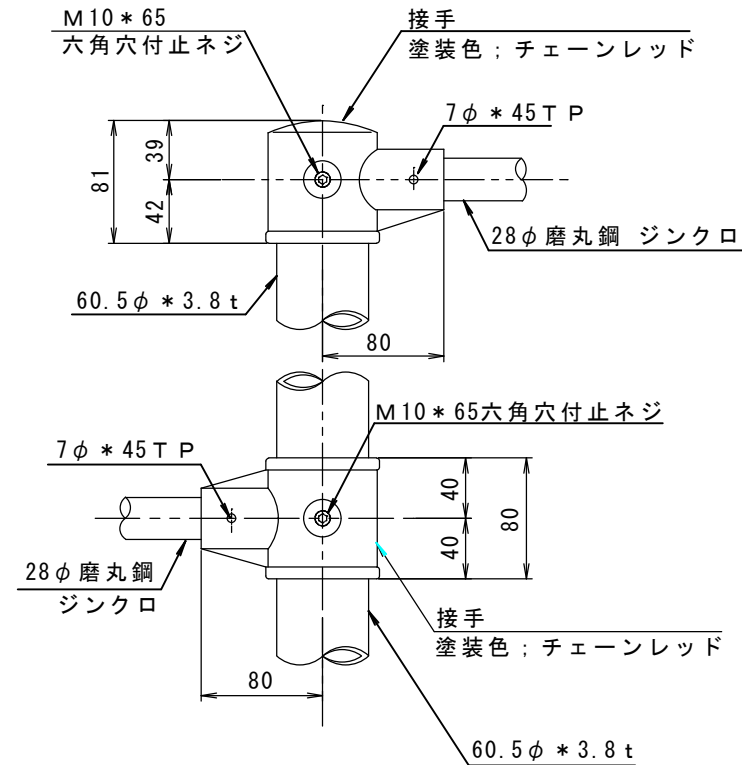 M10*65
六角穴付止ネジ
接手
塗装色；チェーンレッド
7φ*45TP
39
81
42
28φ磨丸鋼 ジンクロ
60.5φ*3.8t
80
M10*65六角穴付止ネジ
7φ*45TP
40
80
40
28φ磨丸鋼
ジンクロ
接手
塗装色；チェーンレッド
80
60.5φ*3.8t